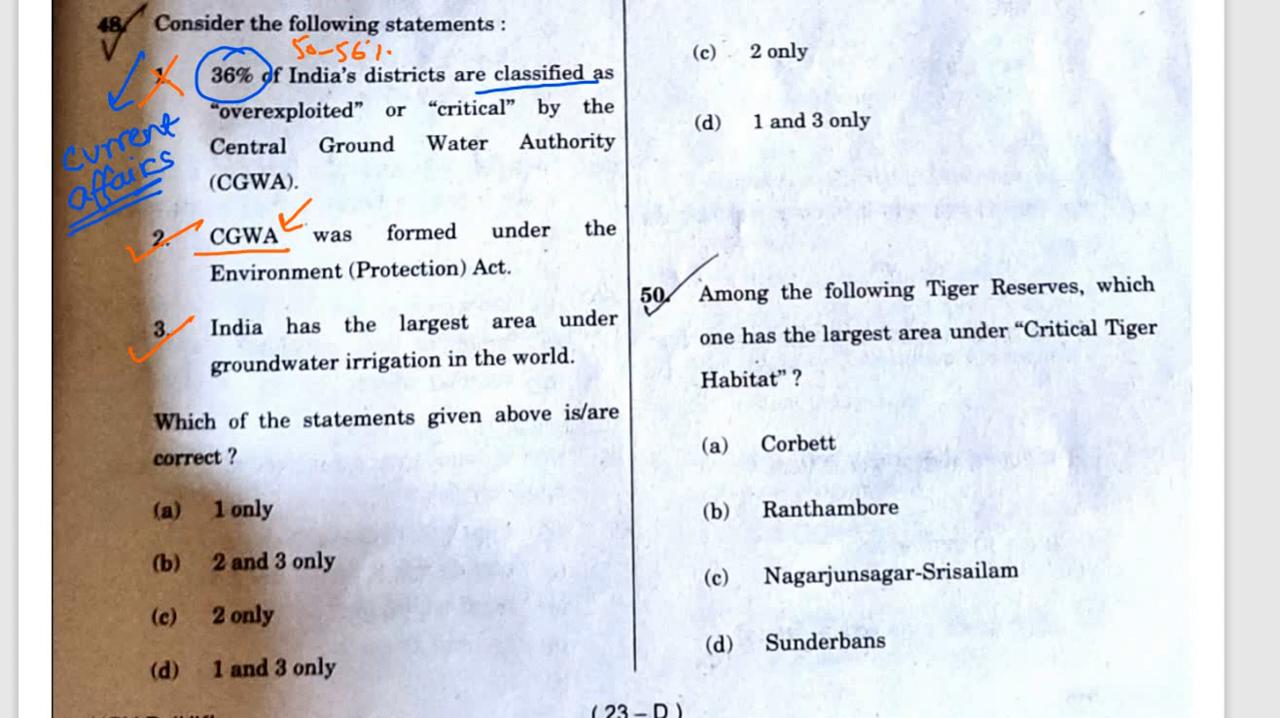 48. Consider the following statements :
50-56%.
1. 36% of India's districts are classified as
"overexploited" or "critical" by the
Central Ground Water Authority
(CGWA).
current
affairs
2. CGWA was formed under the
Environment (Protection) Act.
3. India has the largest area under
groundwater irrigation in the world.
Which of the statements given above is/are
correct ?
(a) 1 only
(b) 2 and 3 only
(c) 2 only
(d) 1 and 3 only
(c) 2 only
(d) 1 and 3 only
50. Among the following Tiger Reserves, which
one has the largest area under "Critical Tiger
Habitat" ?
(a) Corbett
(b) Ranthambore
(c) Nagarjunsagar-Srisailam
(d) Sunderbans
( 23 – D )